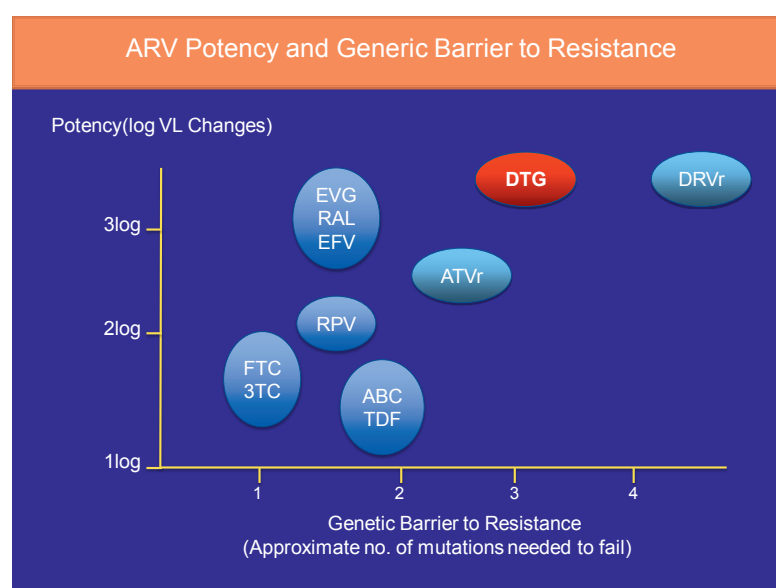 ARV Potency and Generic Barrier to Resistance
Potency(log VL Changes)
EVG
RAL
EFV
DTG
DRVr
3log
ATVr
RPV
2log
FTC
3TC
ABC
TDF
1log
1
2
3
4
Genetic Barrier to Resistance
(Approximate no. of mutations needed to fail)